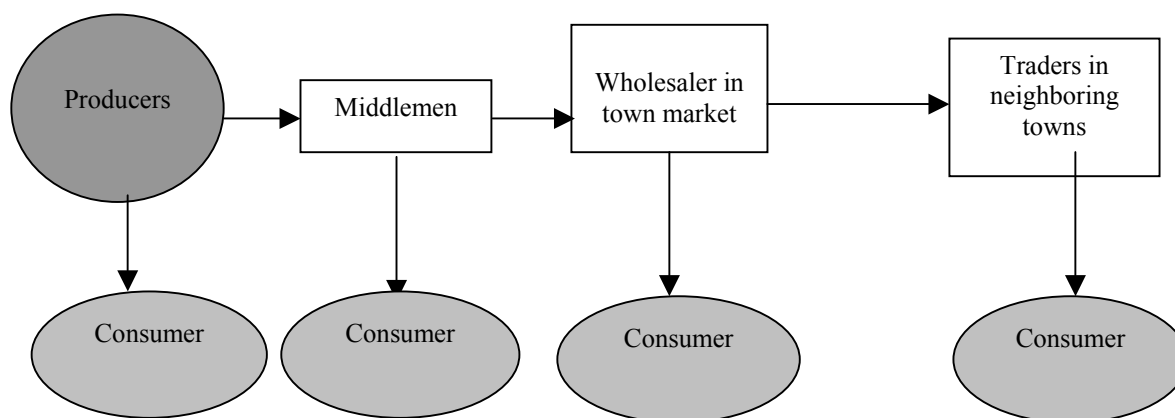 Producers
Middlemen
Wholesaler in
town market
Traders in
neighboring
towns
Consumer
Consumer
Consumer
Consumer